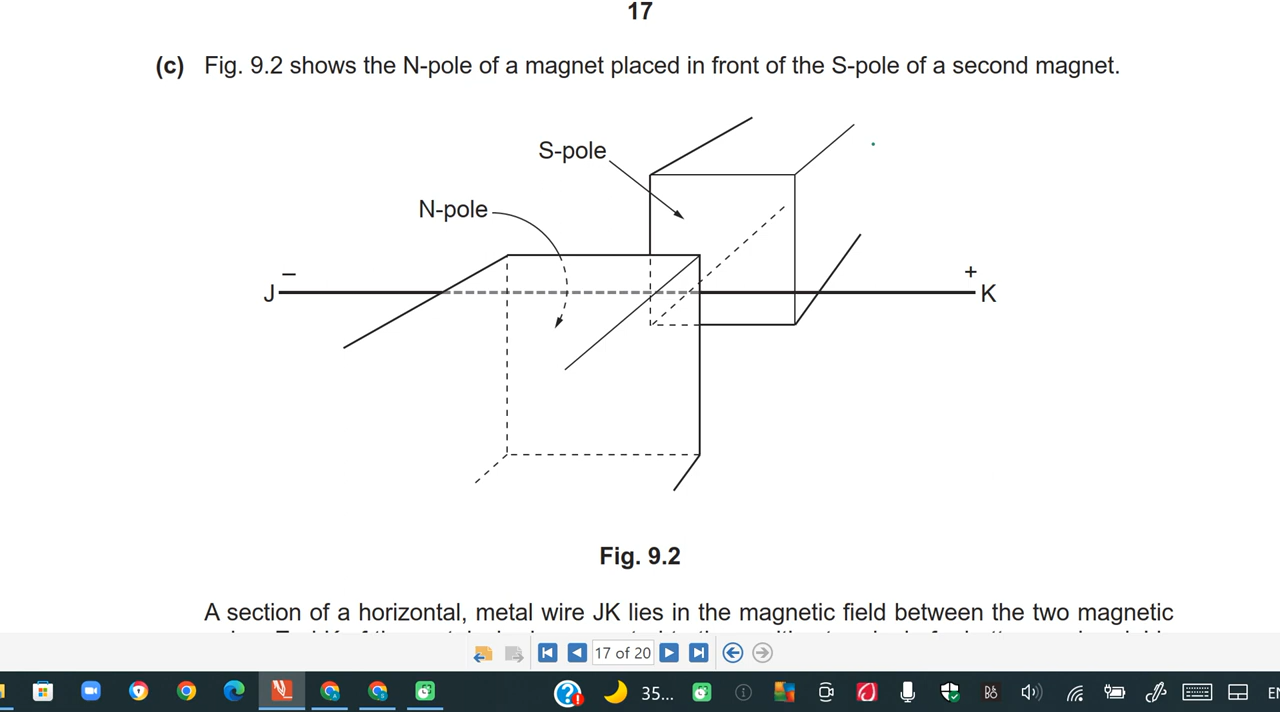 17
(c) Fig. 9.2 shows the N-pole of a magnet placed in front of the S-pole of a second magnet.
S-pole
N-pole
–
+
J
K
Fig. 9.2
A section of a horizontal, metal wire JK lies in the magnetic field between the two magnetic
17 of 20
35...
EN